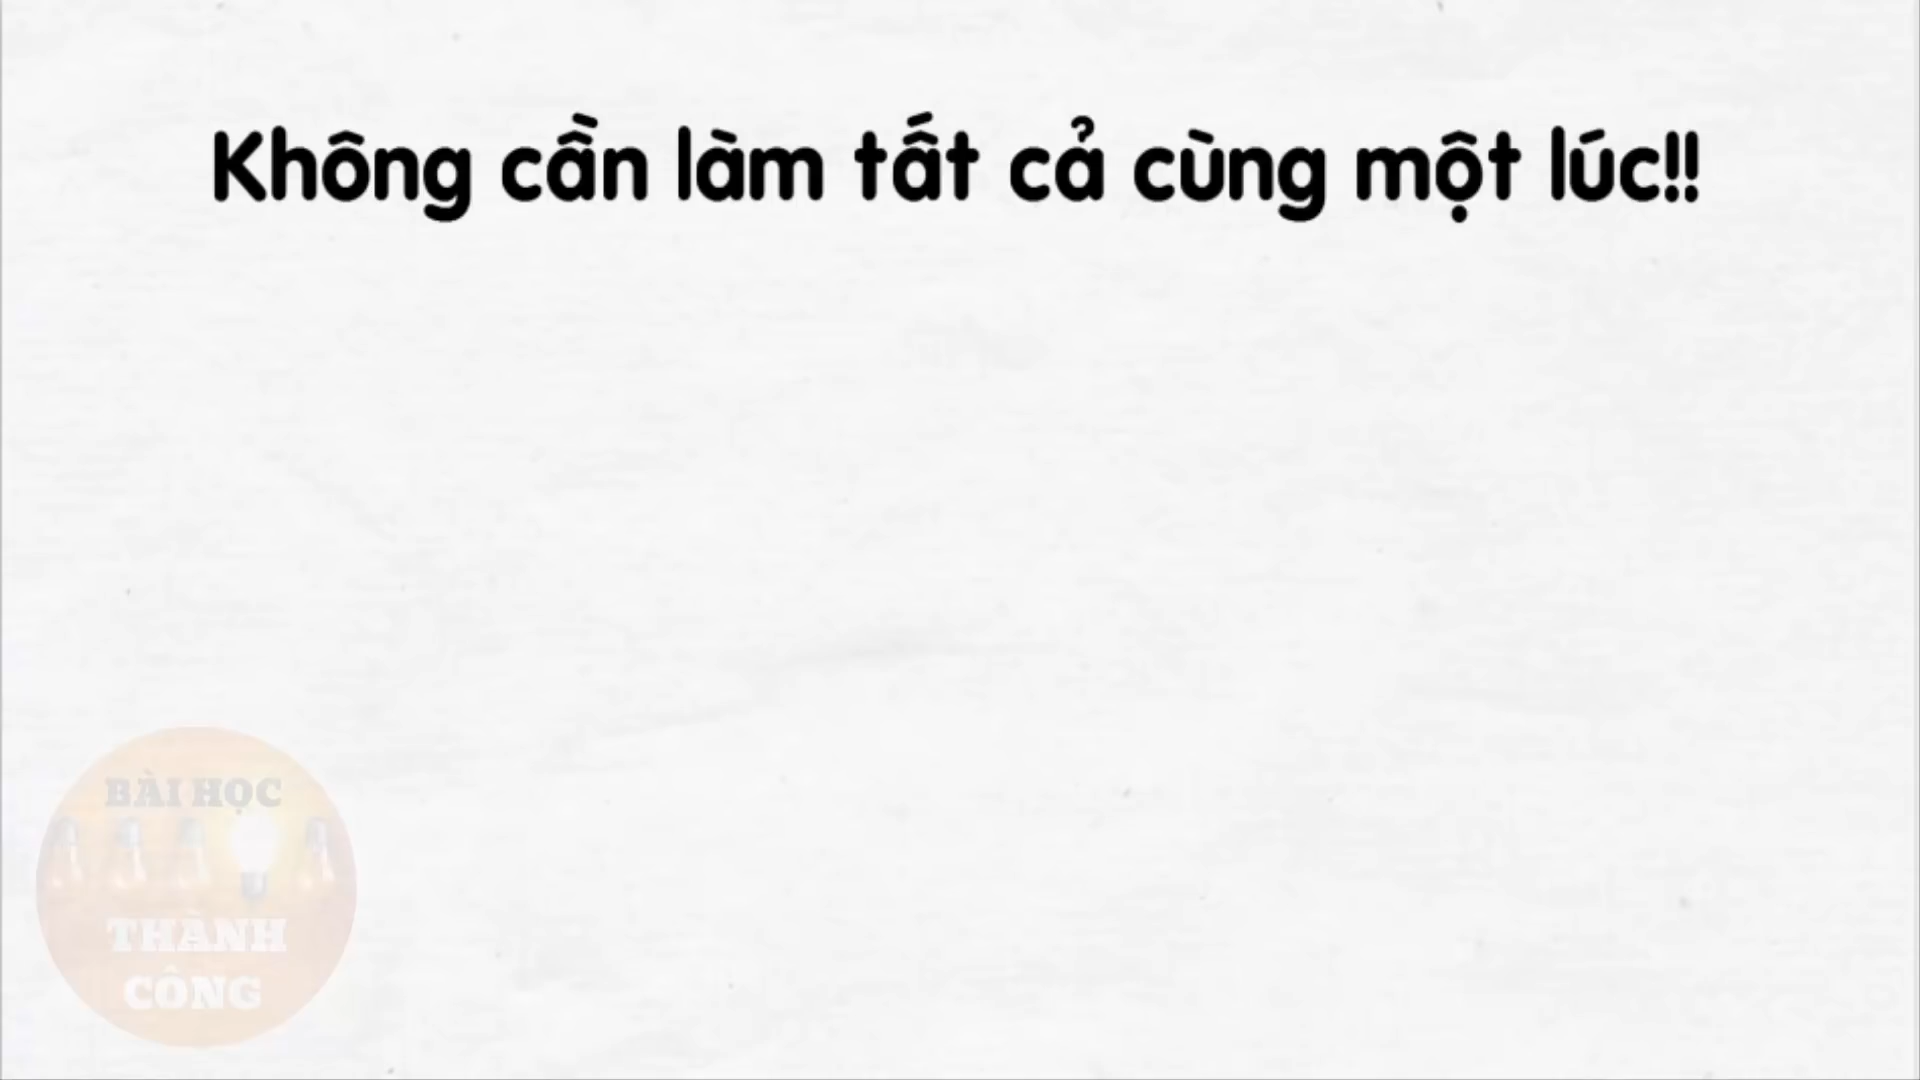 Không cần làm tất cả cùng một lúc!!
BÀI HỌC
THÀNH
CÔNG